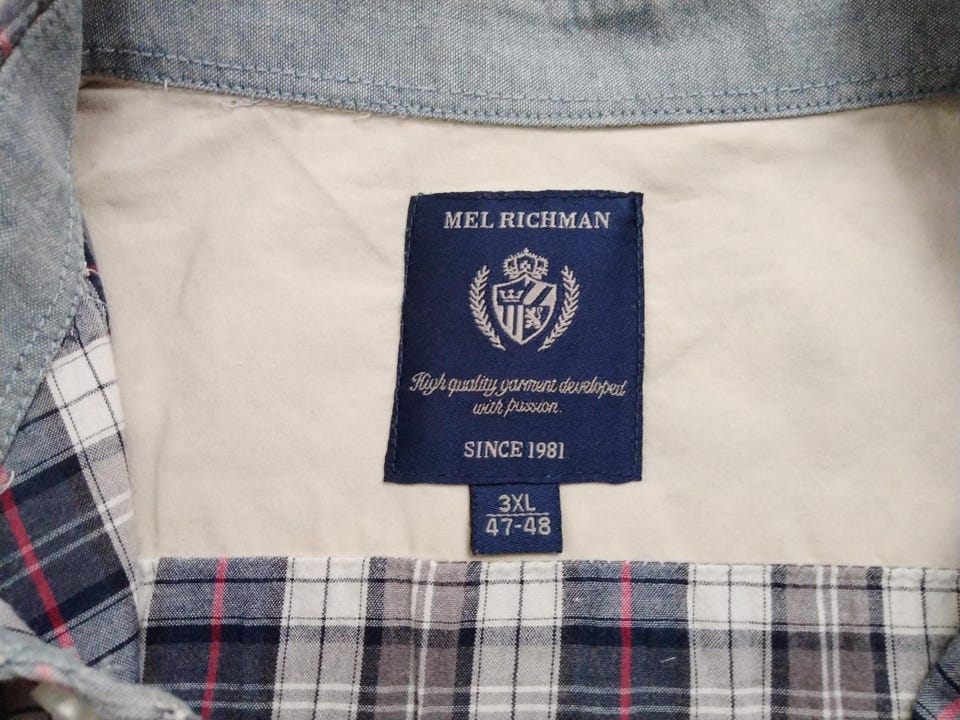 MEL RICHMAN
High quality garment developed
with passion.
SINCE 1981
3XL
47-48